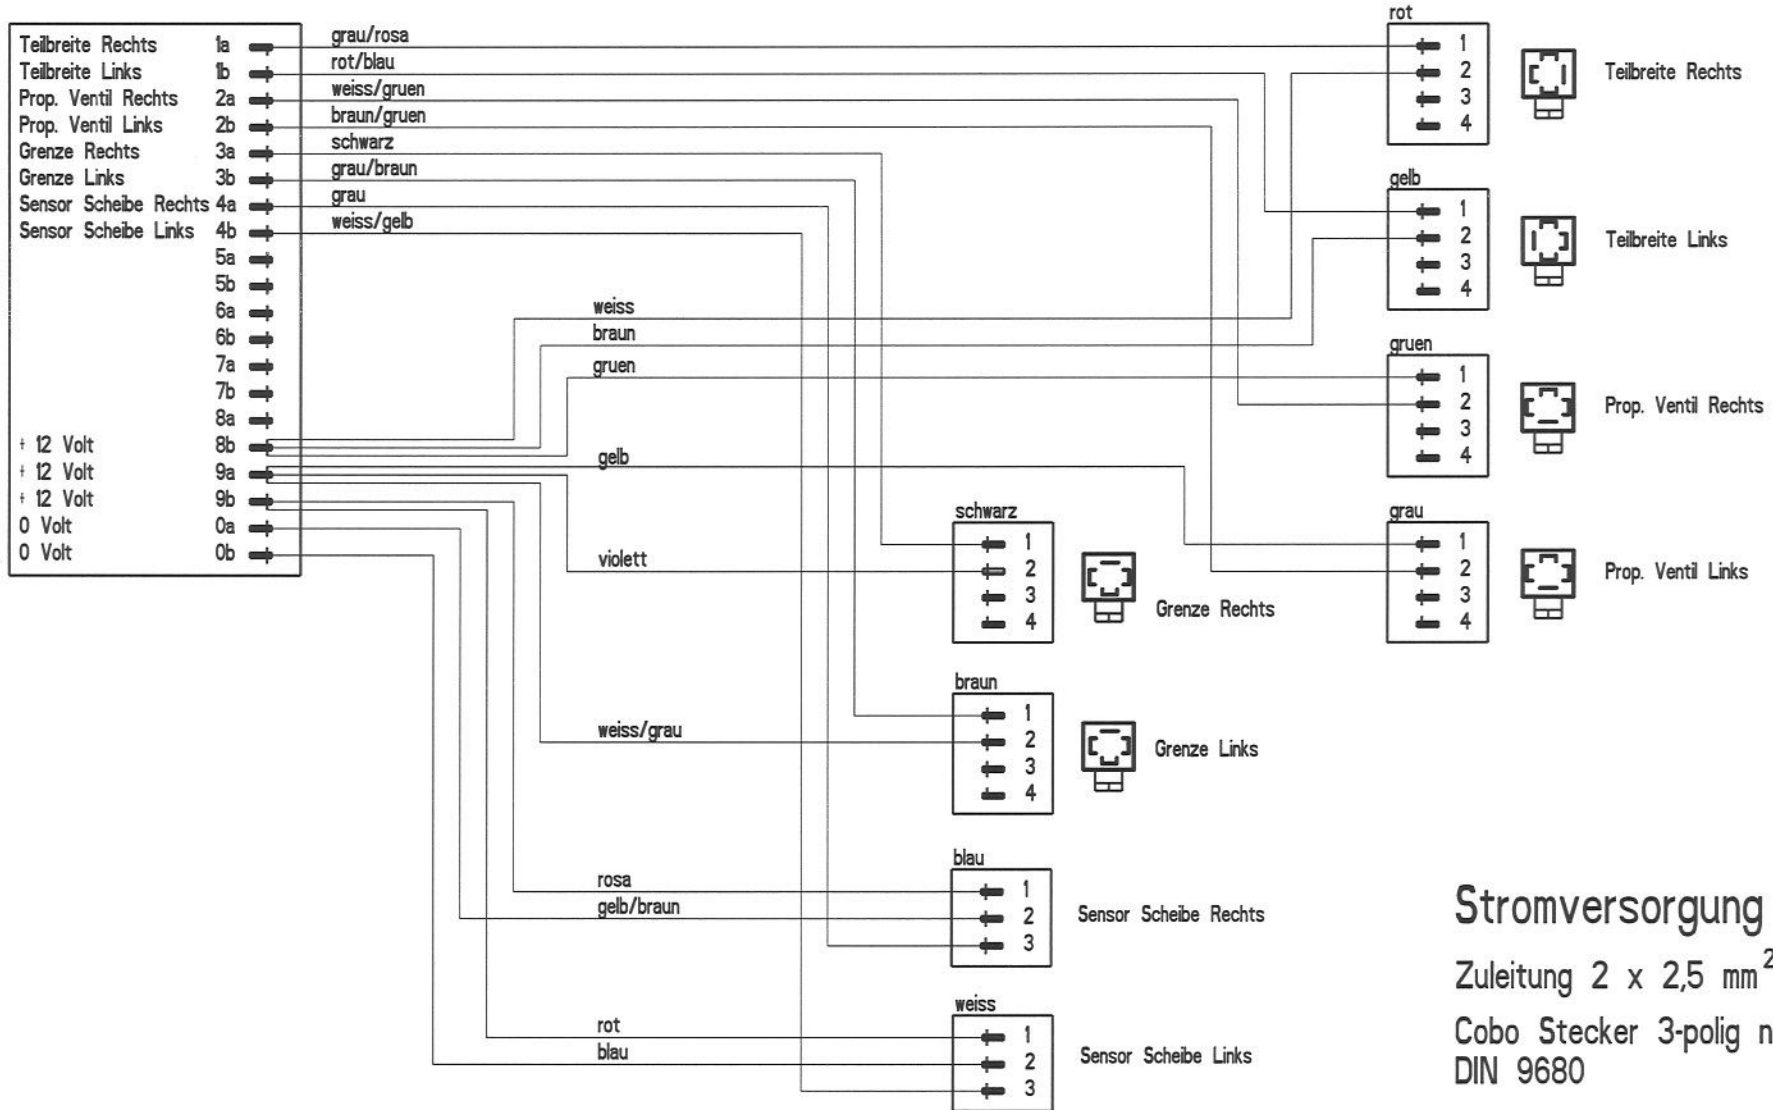 Teilbreite Rechts 1a
Teilbreite Links 1b
Prop. Ventil Rechts 2a
Prop. Ventil Links 2b
Grenze Rechts 3a
Grenze Links 3b
Sensor Scheibe Rechts 4a
Sensor Scheibe Links 4b
5a
5b
6a
6b
7a
7b
8a
+ 12 Volt 8b
+ 12 Volt 9a
+ 12 Volt 9b
0 Volt 0a
0 Volt 0b
grau/rosa
rot/blau
weiss/gruen
braun/gruen
schwarz
grau/braun
grau
weiss/gelb
weiss
braun
gruen
gelb
violett
weiss/grau
rosa
gelb/braun
rot
blau
schwarz
1
2
3
4
Grenze Rechts
braun
1
2
3
4
Grenze Links
blau
1
2
3
Sensor Scheibe Rechts
weiss
1
2
3
Sensor Scheibe Links
rot
1
2
3
4
Teilbreite Rechts
gelb
1
2
3
4
Teilbreite Links
gruen
1
2
3
4
Prop. Ventil Rechts
grau
1
2
3
4
Prop. Ventil Links
Stromversorgung
Zuleitung 2 x 2,5 mm²
Cobo Stecker 3-polig n
DIN 9680